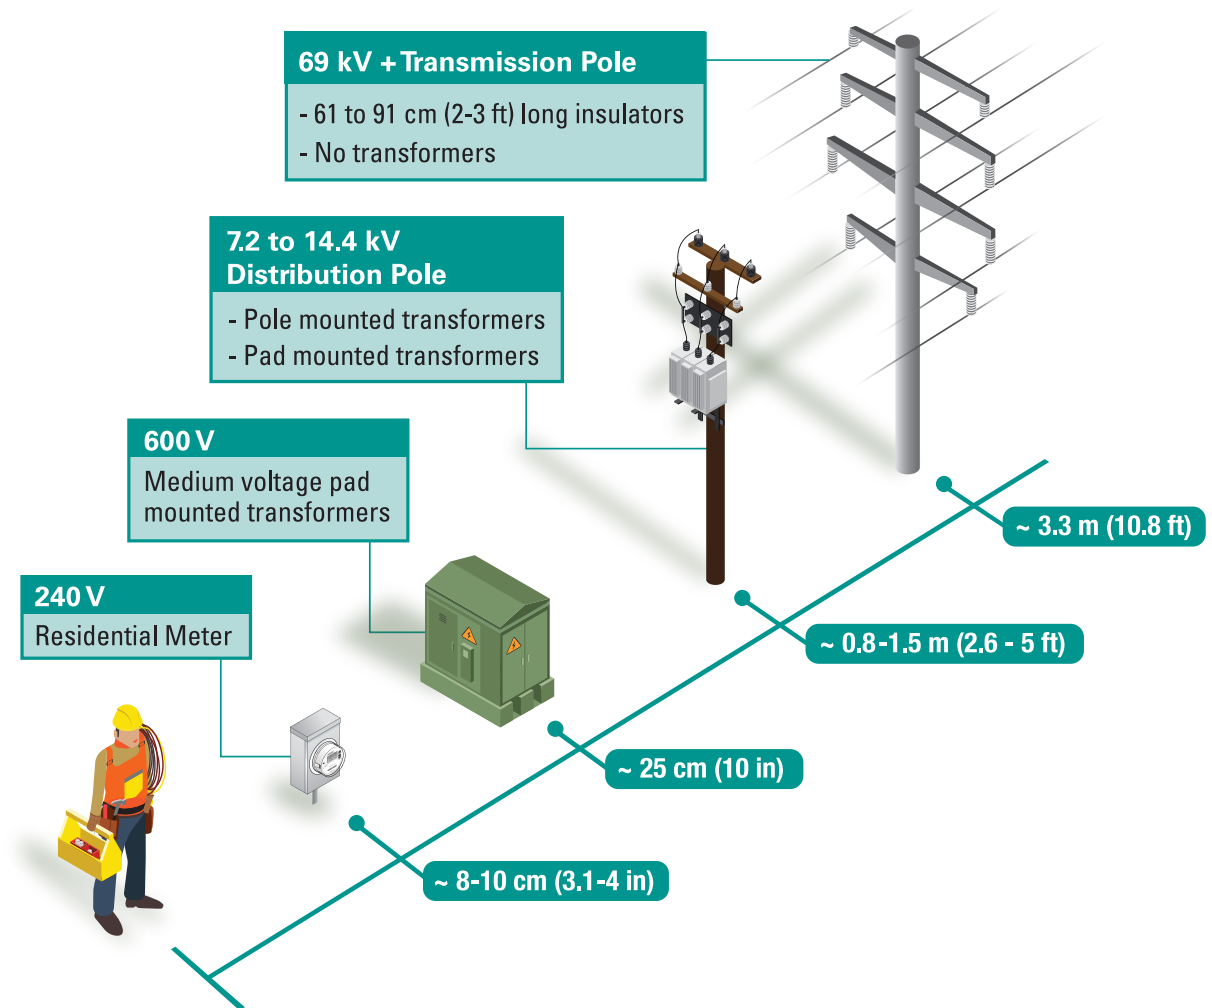 69 kV + Transmission Pole
- 61 to 91 cm (2-3 ft) long insulators
- No transformers
7.2 to 14.4 kV
Distribution Pole
- Pole mounted transformers
- Pad mounted transformers
600 V
Medium voltage pad
mounted transformers
240 V
Residential Meter
~ 3.3 m (10.8 ft)
~ 0.8-1.5 m (2.6 - 5 ft)
~ 25 cm (10 in)
~ 8-10 cm (3.1-4 in)